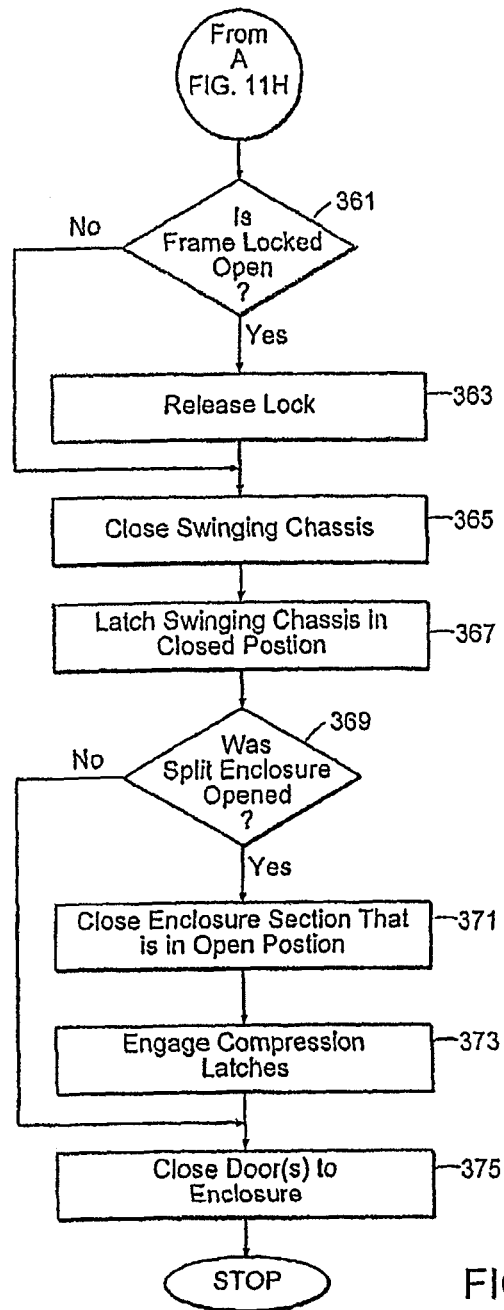 From
A
FIG. 11H
361
Is
Frame Locked
Open
?
No
Yes
Release Lock
363
Close Swinging Chassis
365
Latch Swinging Chassis in
Closed Postion
367
369
Was
Split Enclosure
Opened
?
No
Yes
Close Enclosure Section That
is in Open Postion
371
Engage Compression
Latches
373
Close Door(s) to
Enclosure
375
STOP